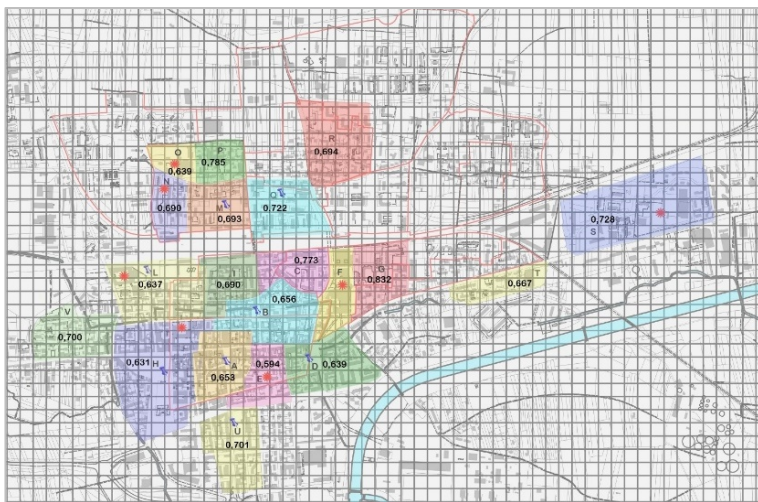 R
0,694
O
P
0,785
0,639
N
0,690
M
0,693
Q
0,722
0,728
S
0,773
C
F
G
0,832
L
0,637
I
0,690
0,656
B
T
0,667
V
0,700
0,631
H
A
0,653
0,594
E
0,639
D
U
0,701